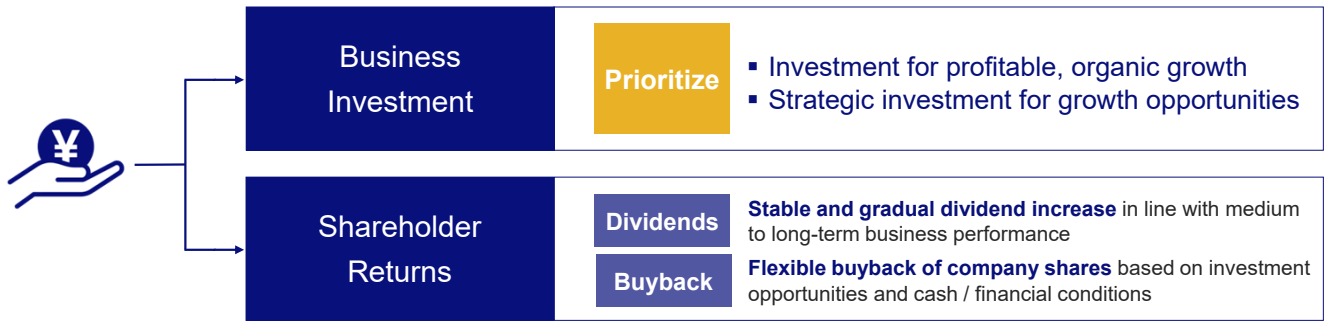 ¥
Business
Investment
Prioritize
▪ Investment for profitable, organic growth
▪ Strategic investment for growth opportunities
Shareholder
Returns
Dividends
Stable and gradual dividend increase in line with medium
to long-term business performance
Buyback
Flexible buyback of company shares based on investment
opportunities and cash / financial conditions